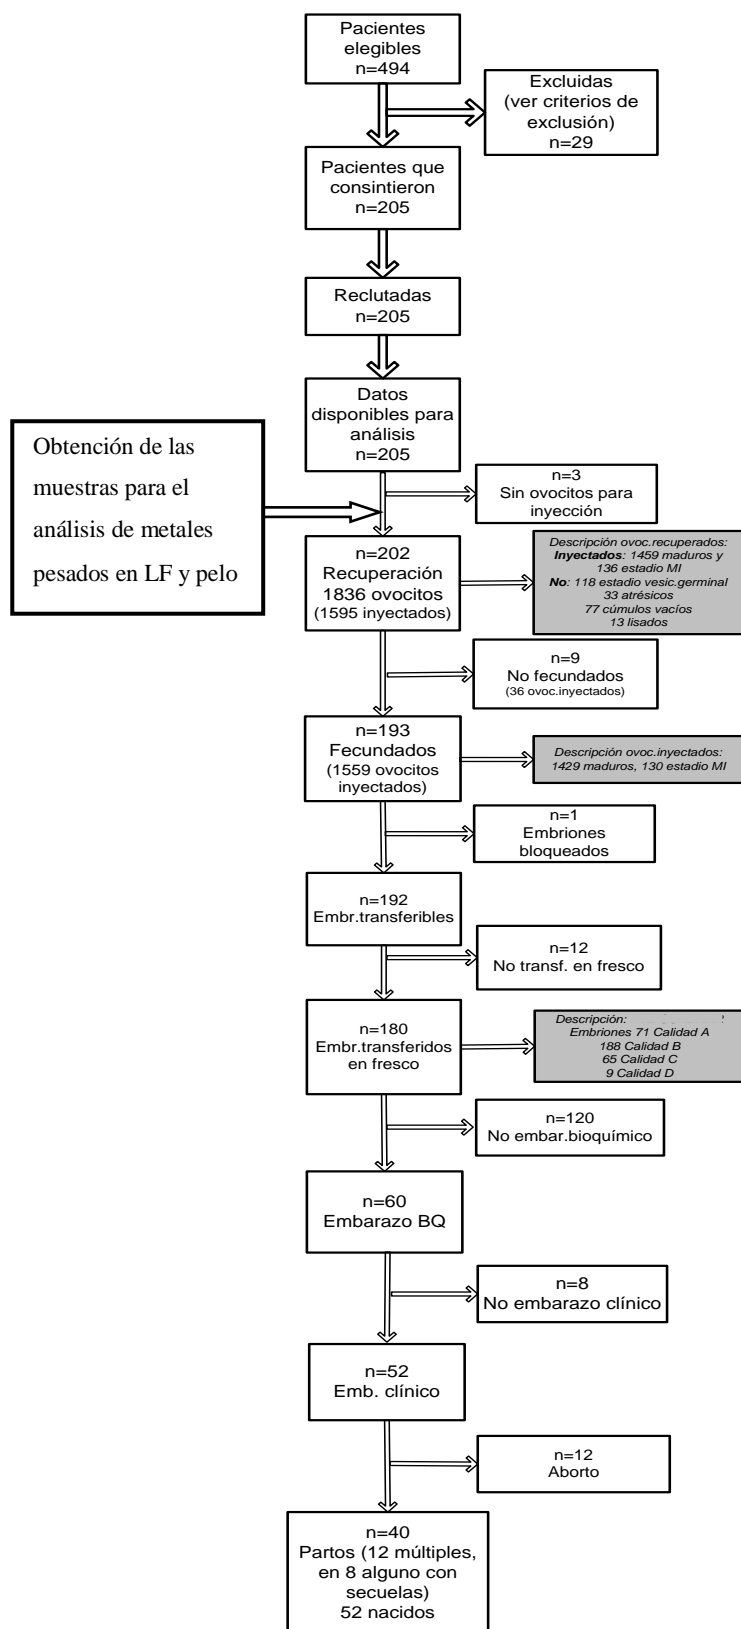 Pacientes
elegibles
n=494
Excluidas
(ver criterios de
exclusión)
n=29
Pacientes que
consintieron
n=205
Reclutadas
n=205
Datos
disponibles para
análisis
n=205
Obtención de las
muestras para el
análisis de metales
pesados en LF y pelo
n=3
Sin ovocitos para
inyección
n=202
Recuperación
1836 ovocitos
(1595 inyectados)
Descripción ovoc.recuperados:
Inyectados: 1459 maduros y
136 estadio MI
No: 118 estadio vesic.germinal
33 atrésicos
77 cúmulos vacíos
13 lisados
n=9
No fecundados
(36 ovoc.inyectados)
n=193
Fecundados
(1559 ovocitos
inyectados)
Descripción ovoc.inyectados:
1429 maduros, 130 estadio MI
n=1
Embriones
bloqueados
n=192
Embr.transferibles
n=12
No transf. en fresco
n=180
Embr.transferidos
en fresco
Descripción:
Embriones 71 Calidad A
188 Calidad B
65 Calidad C
9 Calidad D
n=120
No embar.bioquímico
n=60
Embarazo BQ
n=8
No embarazo clínico
n=52
Emb. clínico
n=12
Aborto
n=40
Partos (12 múltiples,
en 8 alguno con
secuelas)
52 nacidos